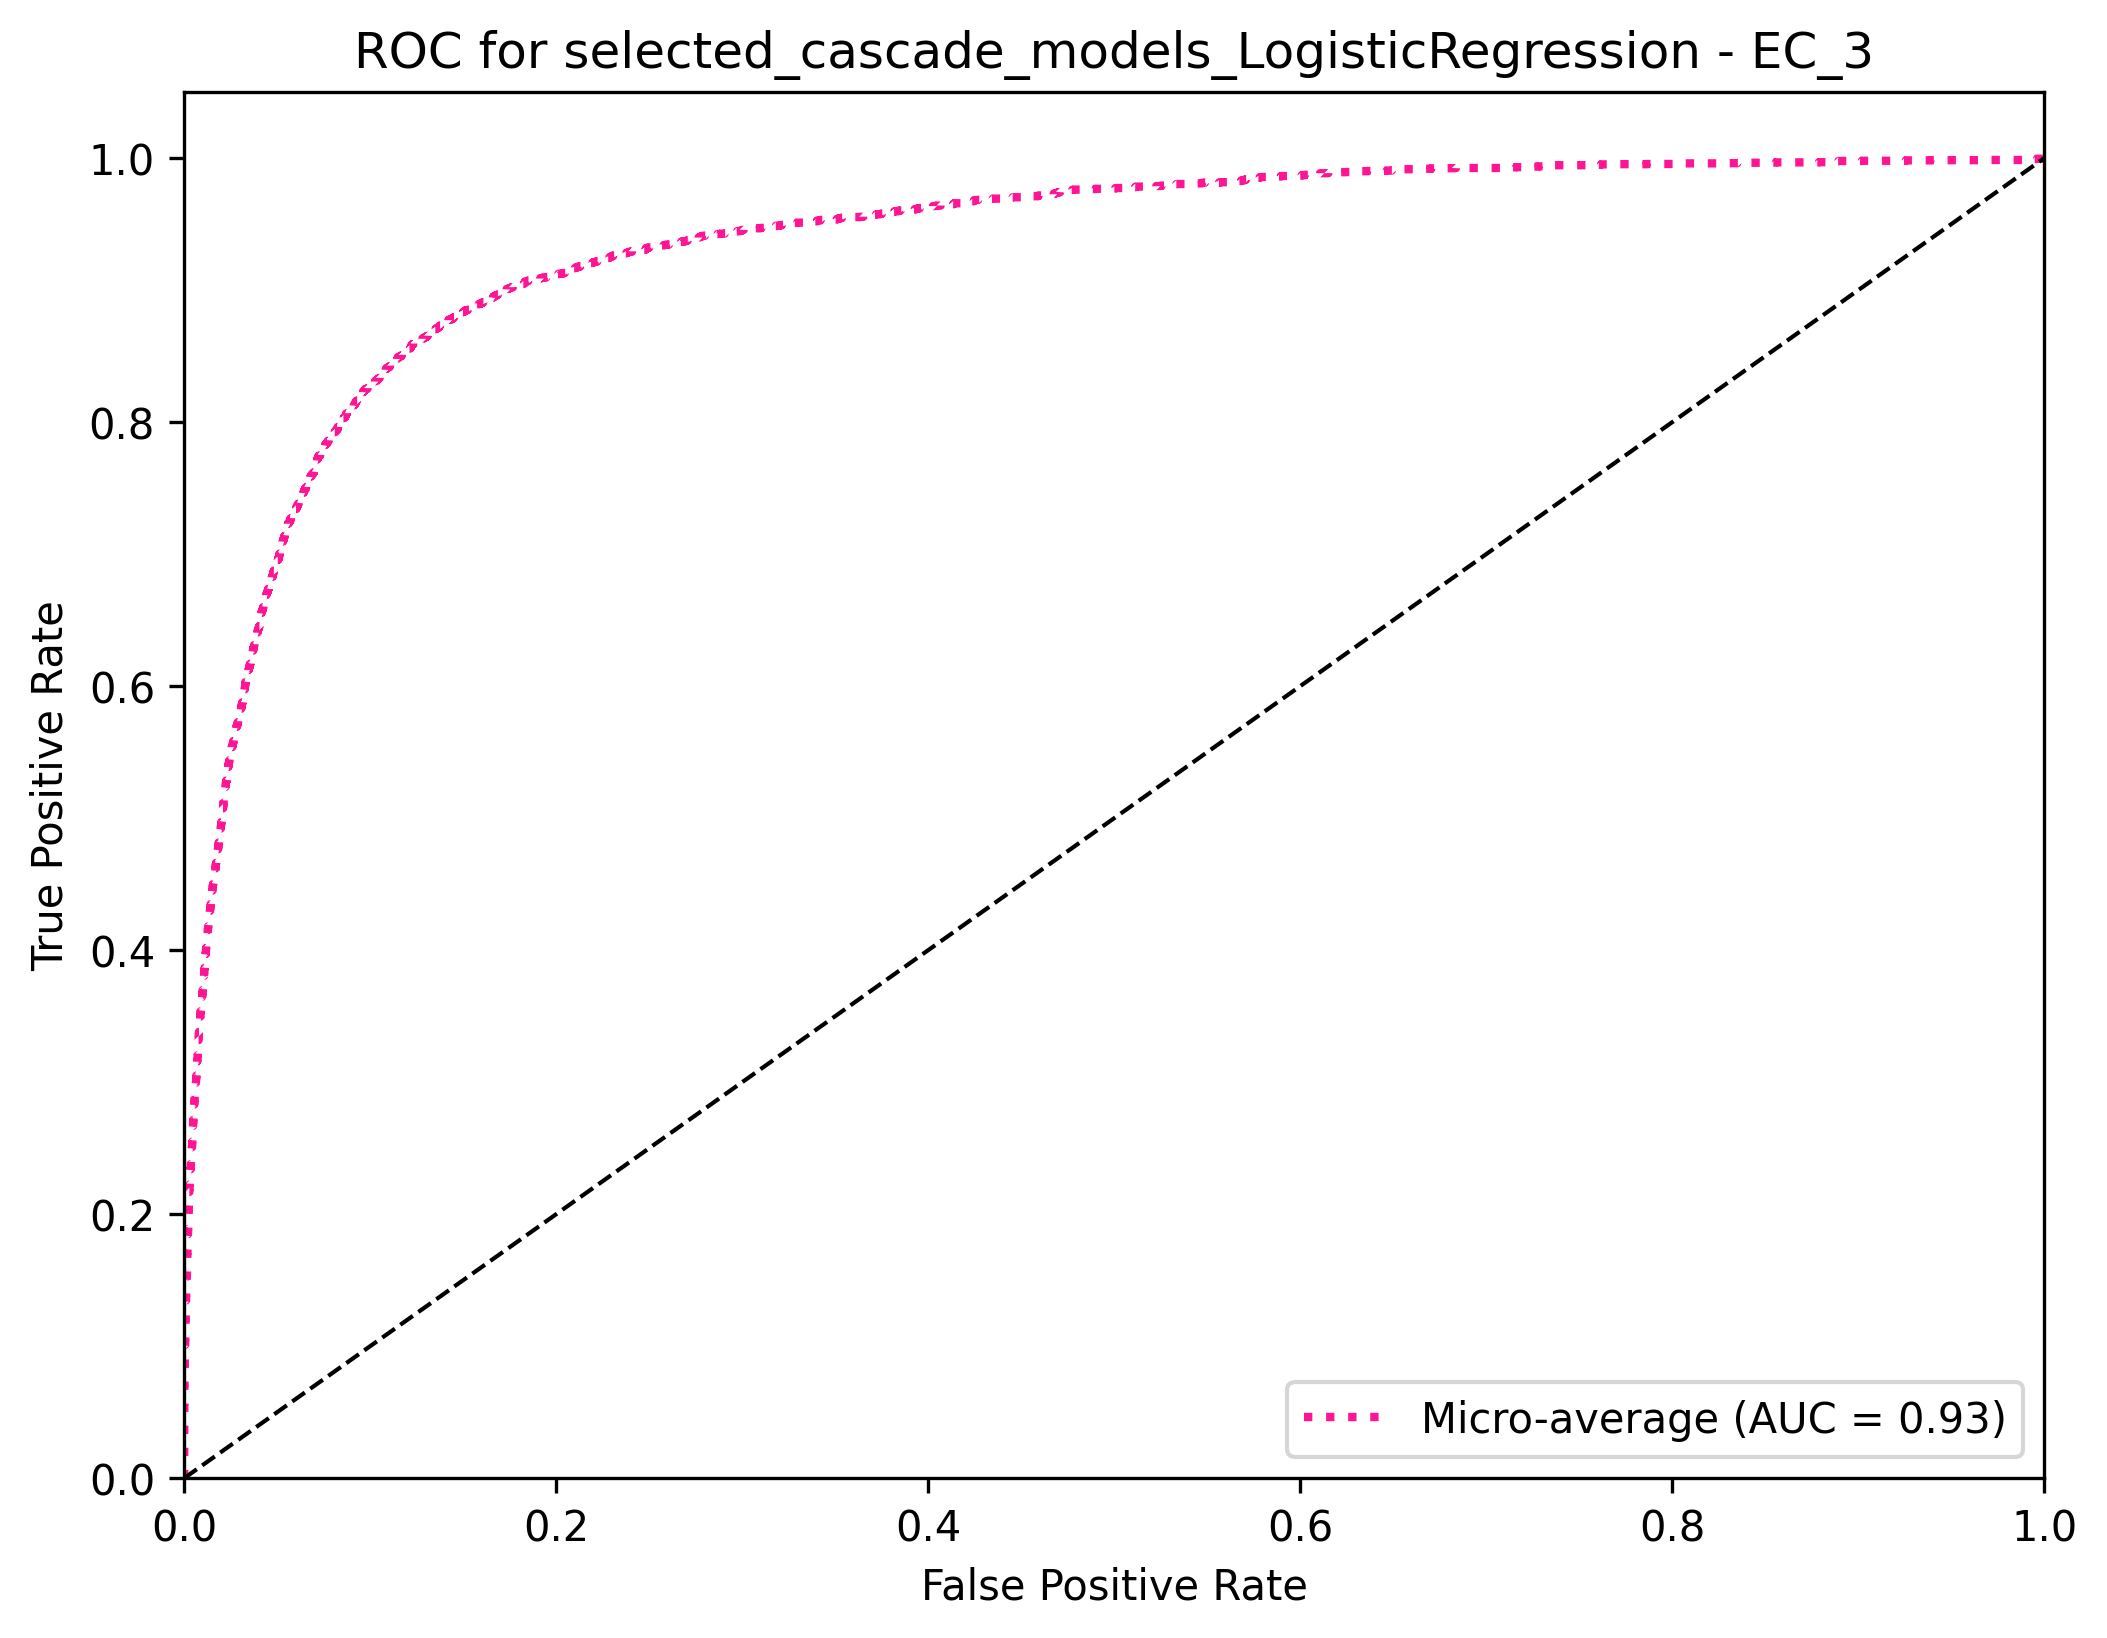 ROC for selected_cascade_models_LogisticRegression - EC_3
True Positive Rate
1.0
0.8
0.6
0.4
0.2
0.0
Micro-average (AUC = 0.93)
0.0 0.2 0.4 0.6 0.8 1.0
False Positive Rate